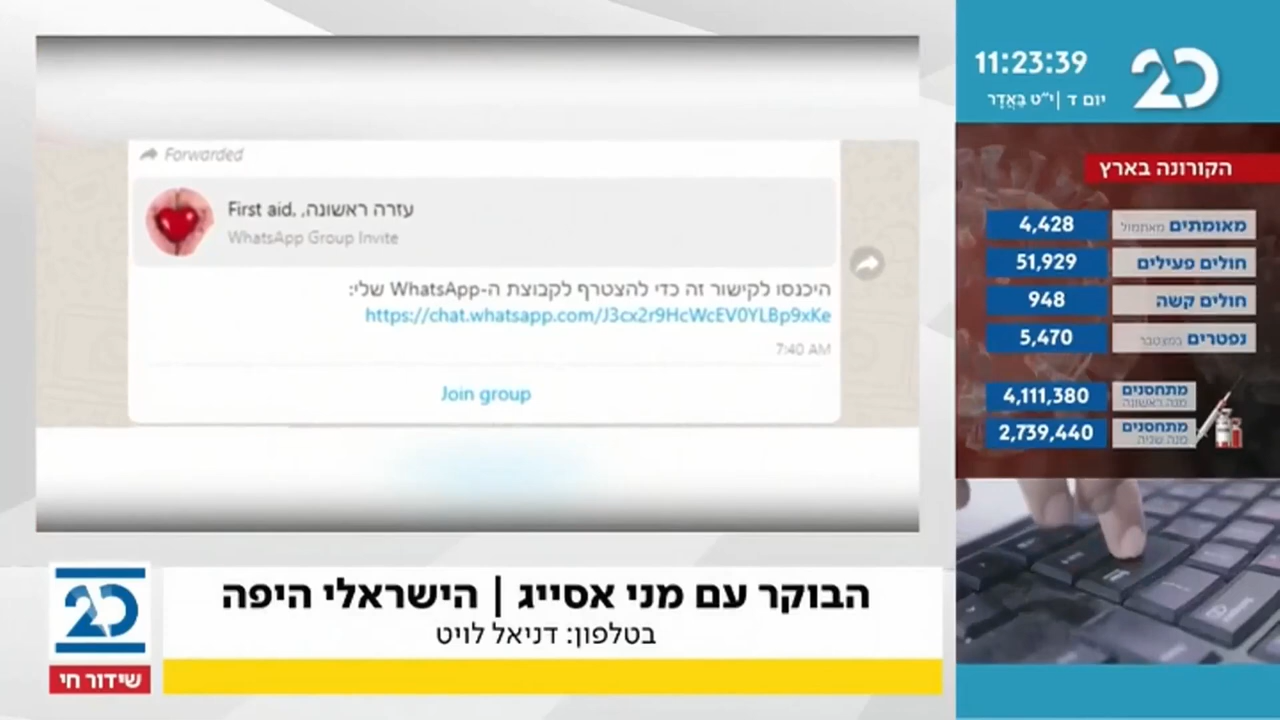 Forwarded
First aid. עזרה ראשונה.
WhatsApp Group Invite
היכנסו לקישור זה כדי להצטרף לקבוצת ה-WhatsApp שלי:
https://chat.whatsapp.com/J3cx2r9HcWcEV0YLBp9xKe
7:40 AM
Join group
הבוקר עם מני אסייג | הישראלי היפה
בטלפון: דניאל לויט
20
שידור חי
11:23:39
20
יום ד | י"ט בַּאֲדָר
הקורונה בארץ
מאומתים מאתמול 4,428
חולים פעילים 51,929
חולים קשה 948
נפטרים במצטבר 5,470
מתחסנים מנה ראשונה 4,111,380
מתחסנים מנה שניה 2,739,440